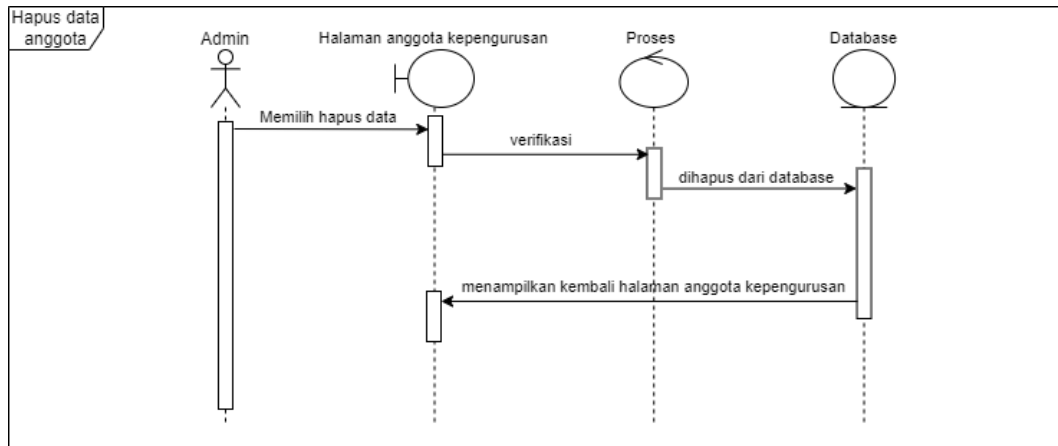 Hapus data
anggota
Admin
Halaman anggota kepengurusan
Proses
Database
Memilih hapus data
verifikasi
dihapus dari database
menampilkan kembali halaman anggota kepengurusan